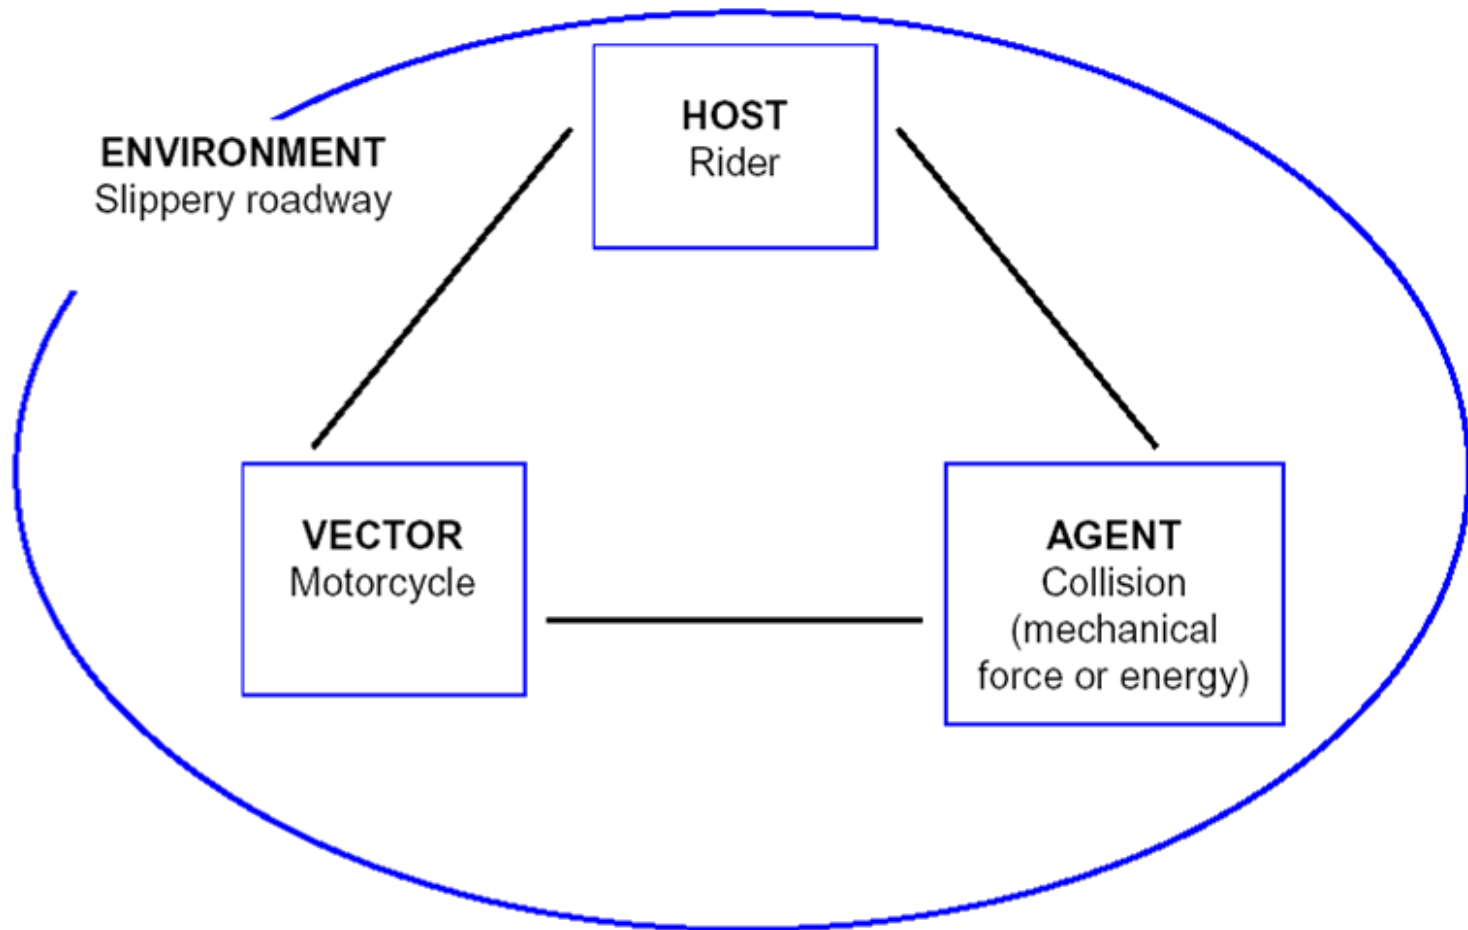 HOST
Rider
ENVIRONMENT
Slippery roadway
VECTOR
Motorcycle
AGENT
Collision
(mechanical
force or energy)